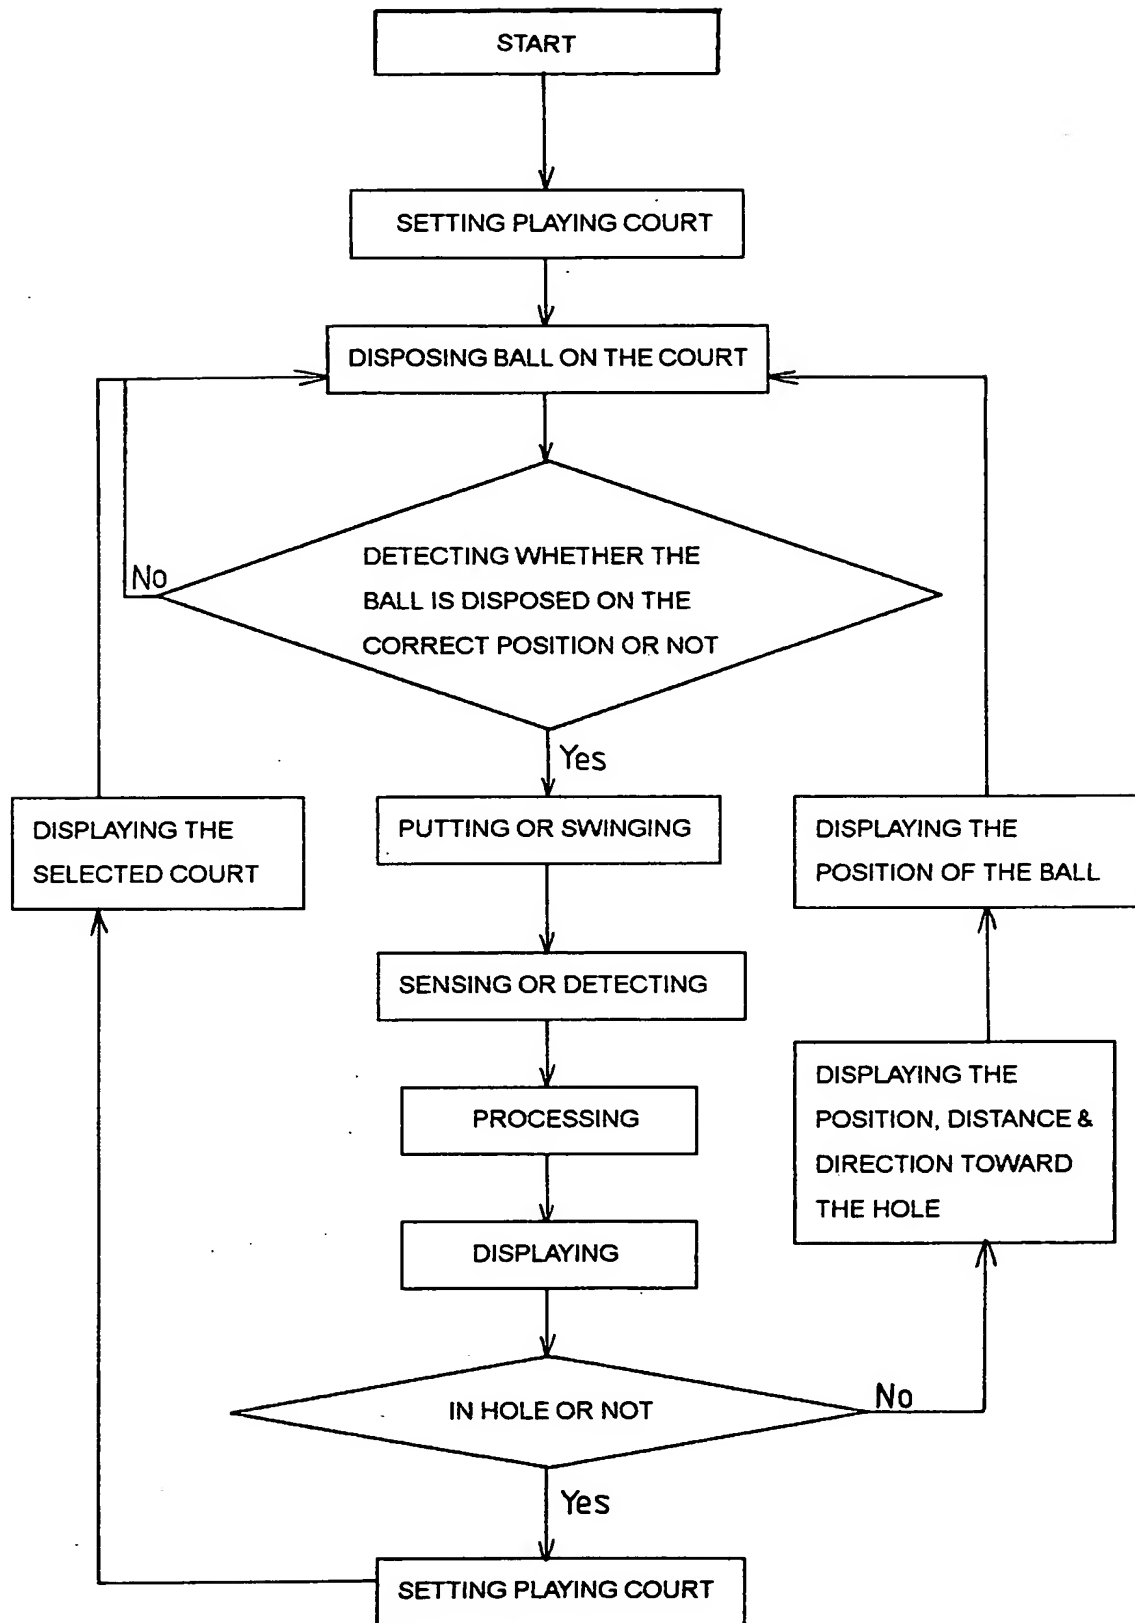 START
SETTING PLAYING COURT
DISPOSING BALL ON THE COURT
DETECTING WHETHER THE
BALL IS DISPOSED ON THE
CORRECT POSITION OR NOT
No
Yes
DISPLAYING THE
SELECTED COURT
PUTTING OR SWINGING
DISPLAYING THE
POSITION OF THE BALL
SENSING OR DETECTING
DISPLAYING THE
POSITION, DISTANCE &
DIRECTION TOWARD
THE HOLE
PROCESSING
DISPLAYING
IN HOLE OR NOT
No
Yes
SETTING PLAYING COURT